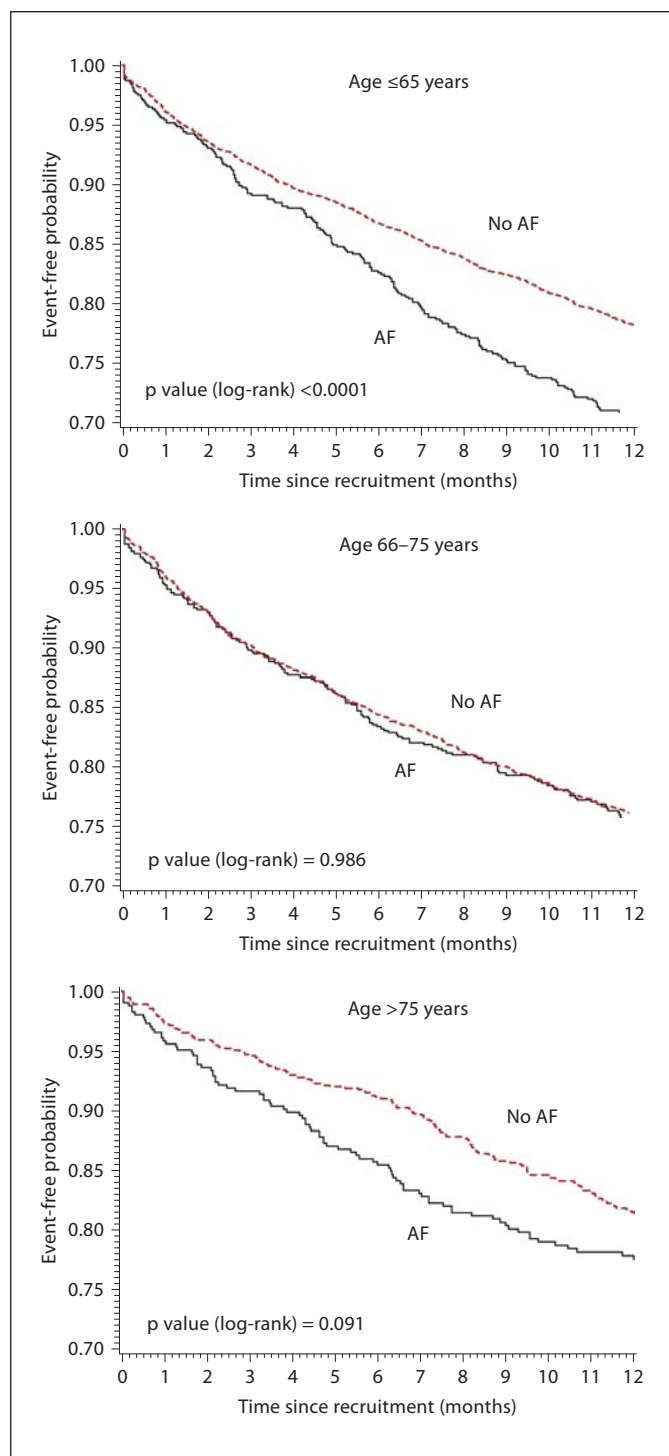 Age ≤65 years
1.00
0.95
0.90
0.85
0.80
0.75
0.70
Event-free probability
No AF
AF
p value (log-rank) <0.0001
0 1 2 3 4 5 6 7 8 9 10 11 12
Time since recruitment (months)
Age 66–75 years
1.00
0.95
0.90
0.85
0.80
0.75
0.70
Event-free probability
No AF
AF
p value (log-rank) = 0.986
0 1 2 3 4 5 6 7 8 9 10 11 12
Time since recruitment (months)
Age >75 years
1.00
0.95
0.90
0.85
0.80
0.75
0.70
Event-free probability
No AF
AF
p value (log-rank) = 0.091
0 1 2 3 4 5 6 7 8 9 10 11 12
Time since recruitment (months)